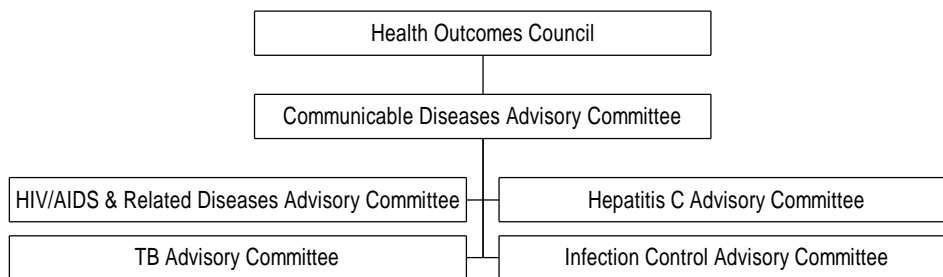 Health Outcomes Council
Communicable Diseases Advisory Committee
HIV/AIDS & Related Diseases Advisory Committee
Hepatitis C Advisory Committee
TB Advisory Committee
Infection Control Advisory Committee